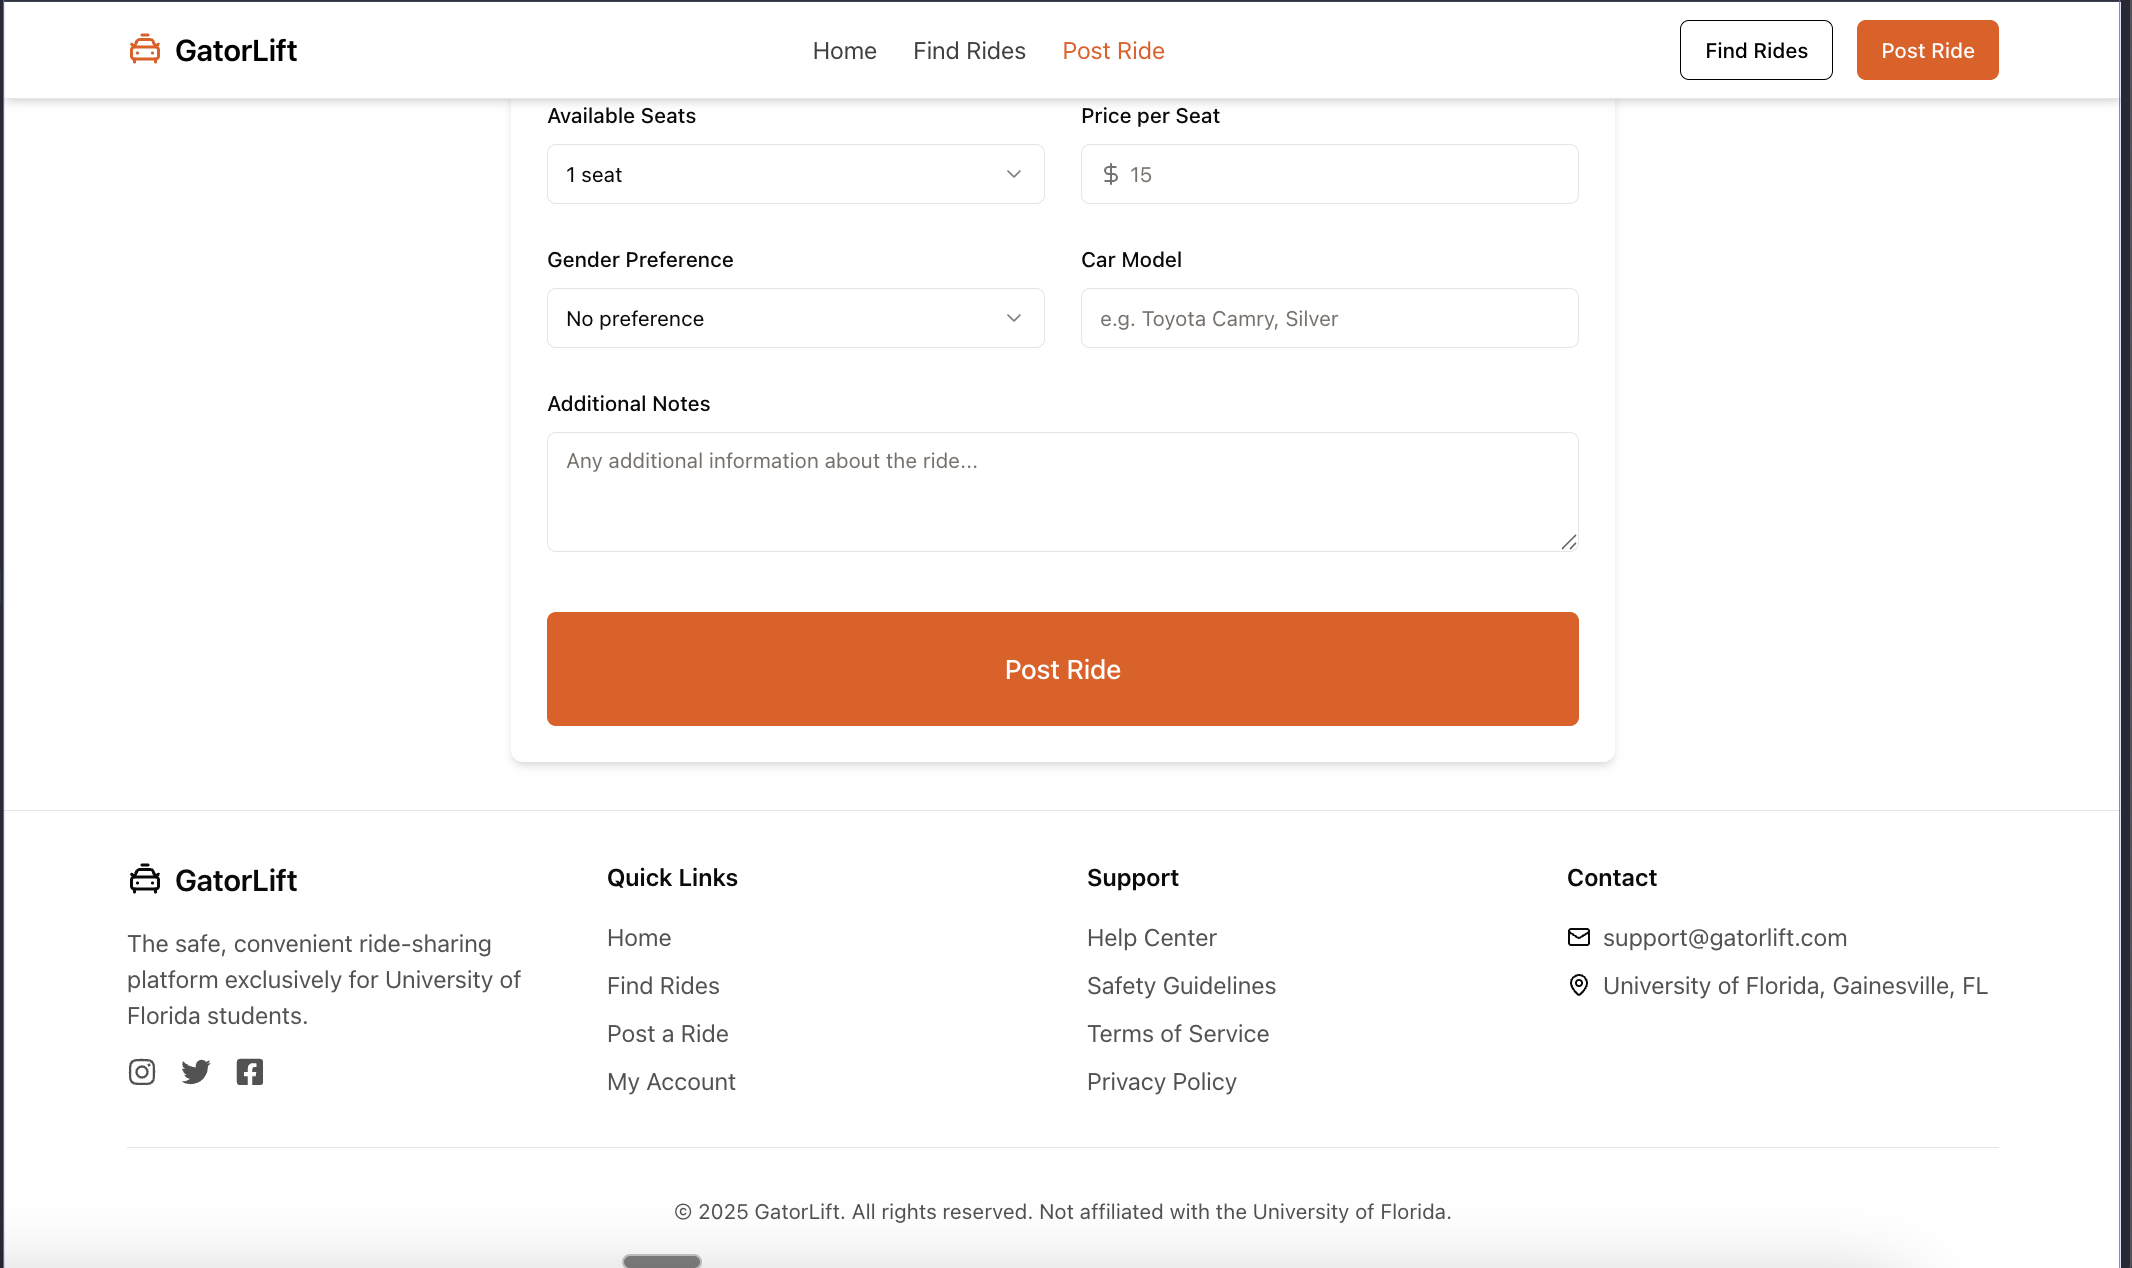 GatorLift
Home
Find Rides
Post Ride
Find Rides
Post Ride
Available Seats
Price per Seat
1 seat
$ 15
Gender Preference
Car Model
No preference
e.g. Toyota Camry, Silver
Additional Notes
Any additional information about the ride...
Post Ride
GatorLift
The safe, convenient ride-sharing
platform exclusively for University of
Florida students.
Quick Links
Home
Find Rides
Post a Ride
My Account
Support
Help Center
Safety Guidelines
Terms of Service
Privacy Policy
Contact
support@gatorlift.com
University of Florida, Gainesville, FL
© 2025 GatorLift. All rights reserved. Not affiliated with the University of Florida.